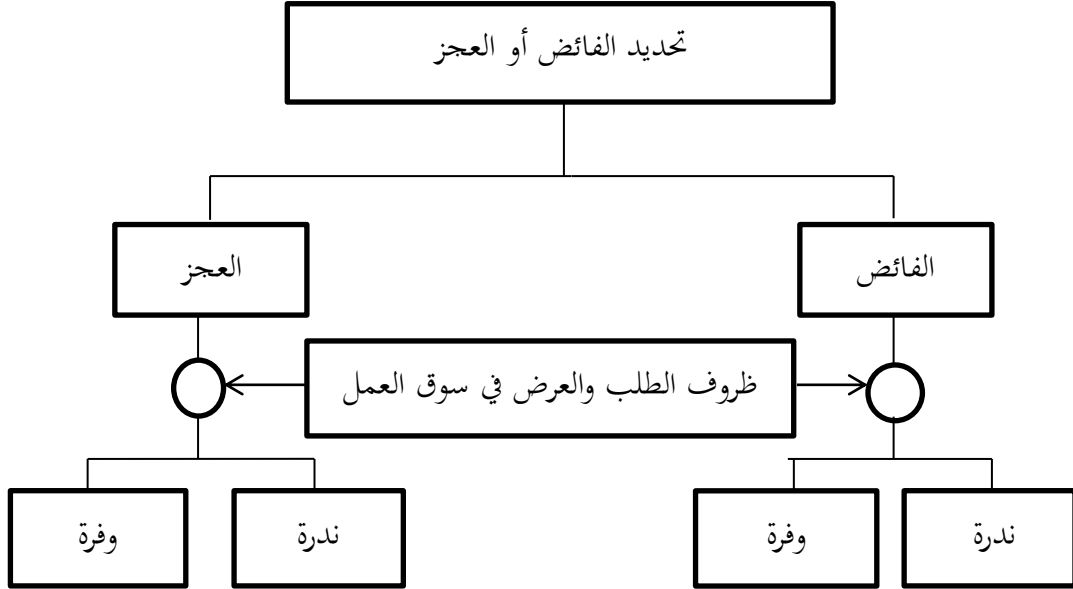 تحديد الفائض أو العجز
الفائض
العجز
ظروف الطلب والعرض في سوق العمل
ندرة
وفرة
ندرة
وفرة